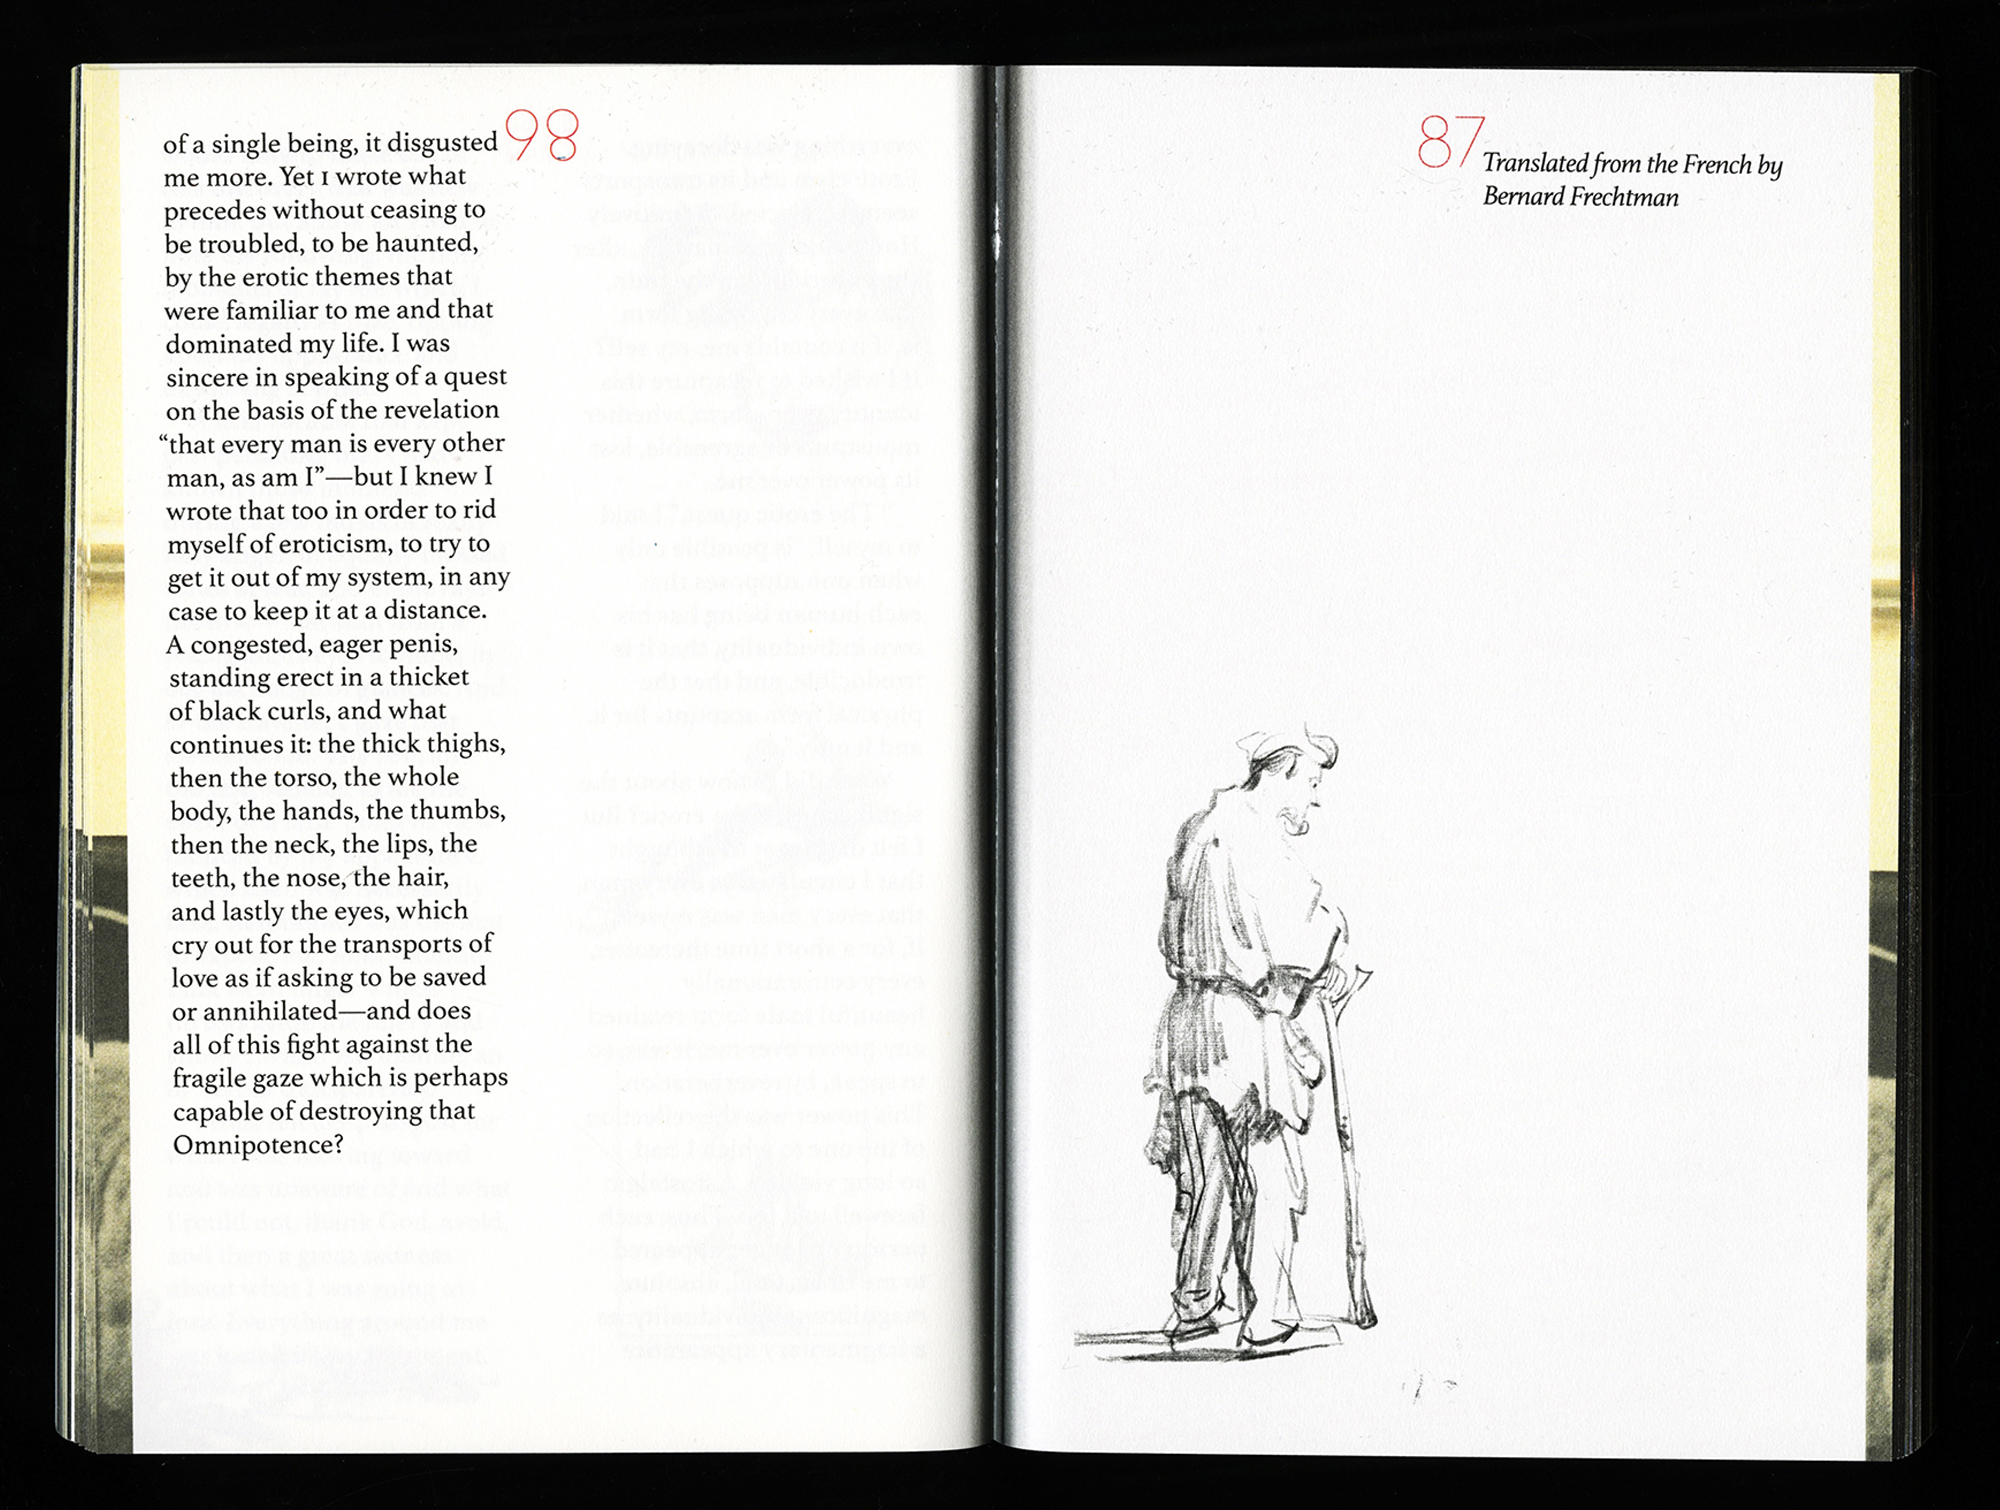 of a single being, it disgusted
me more. Yet I wrote what
precedes without ceasing to
be troubled, to be haunted,
by the erotic themes that
were familiar to me and that
dominated my life. I was
sincere in speaking of a quest
on the basis of the revelation
“that every man is every other
man, as am I”—but I knew I
wrote that too in order to rid
myself of eroticism, to try to
get it out of my system, in any
case to keep it at a distance.
A congested, eager penis,
standing erect in a thicket
of black curls, and what
continues it: the thick thighs,
then the torso, the whole
body, the hands, the thumbs,
then the neck, the lips, the
teeth, the nose, the hair,
and lastly the eyes, which
cry out for the transports of
love as if asking to be saved
or annihilated—and does
all of this fight against the
fragile gaze which is perhaps
capable of destroying that
Omnipotence?
98
87
Translated from the French by
Bernard Frechtman